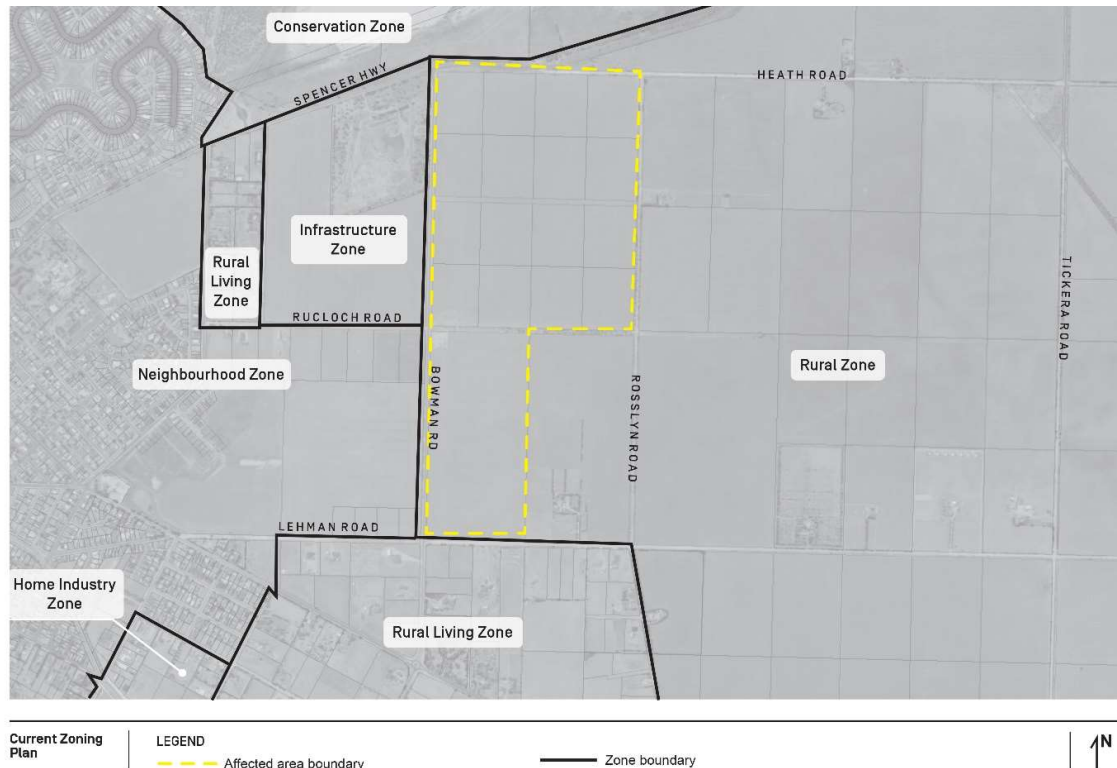 Conservation Zone
SPENCER HWY
HEATH ROAD
Infrastructure
Zone
Rural
Living
Zone
RUCLOCH ROAD
Neighbourhood Zone
BOWMAN RD
ROSSLYN ROAD
TICKERA ROAD
Rural Zone
LEHMAN ROAD
Home Industry
Zone
Rural Living Zone
Current Zoning
Plan
LEGEND
Affected area boundary
Zone boundary
N